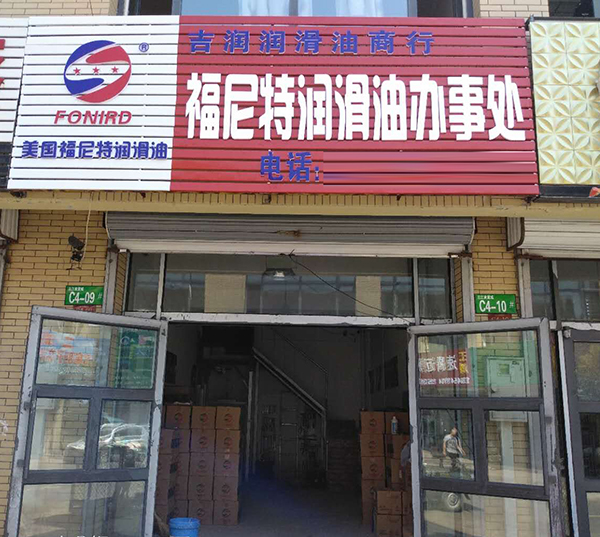 吉润润滑油商行
®
FONIRD
福尼特润滑油办事处
美国福尼特润滑油
电话:
C4-09
C4-10